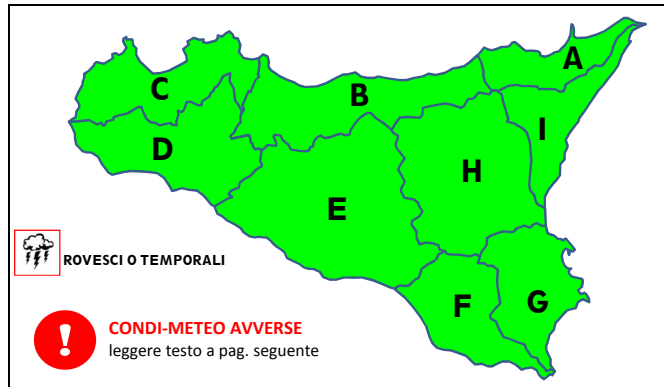 A
C
B
I
D
H
E
ROVESCI O TEMPORALI
F
G
CONDI-METEO AVVERSE
leggere testo a pag. seguente